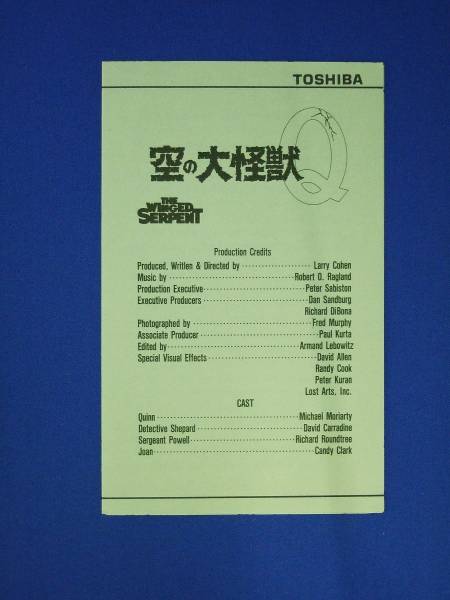 TOSHIBA
空の大怪獣 Q
THE
WINGED
SERPENT
Production Credits
Produced, Written & Directed by ···················· Larry Cohen
Music by ···································· Robert O. Ragland
Production Executive ···························· Peter Sabiston
Executive Producers ···························· Dan Sandburg
Richard DiBona
Photographed by ································ Fred Murphy
Associate Producer ································ Paul Kurta
Edited by ···································· Armand Lebowitz
Special Visual Effects ···························· David Allen
Randy Cook
Peter Kuran
Lost Arts, Inc.
CAST
Quinn ···································· Michael Moriarty
Detective Shepard ···························· David Carradine
Sergeant Powell ···························· Richard Roundtree
Joan ········································ Candy Clark